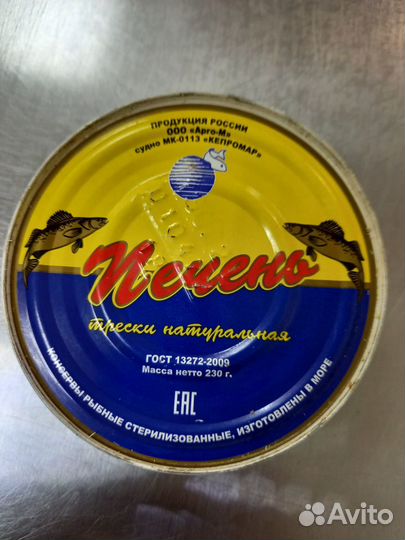 ПРОДУКЦИЯ РОССИИ
ООО «Арго-М»
судно МК-0113 «КЕПРОМАР»
Печень
трески натуральная
ГОСТ 13272-2009
Масса нетто 230 г.
EAC
КОНСЕРВЫ РЫБНЫЕ СТЕРИЛИЗОВАННЫЕ, ИЗГОТОВЛЕНЫ В МОРЕ
Avito